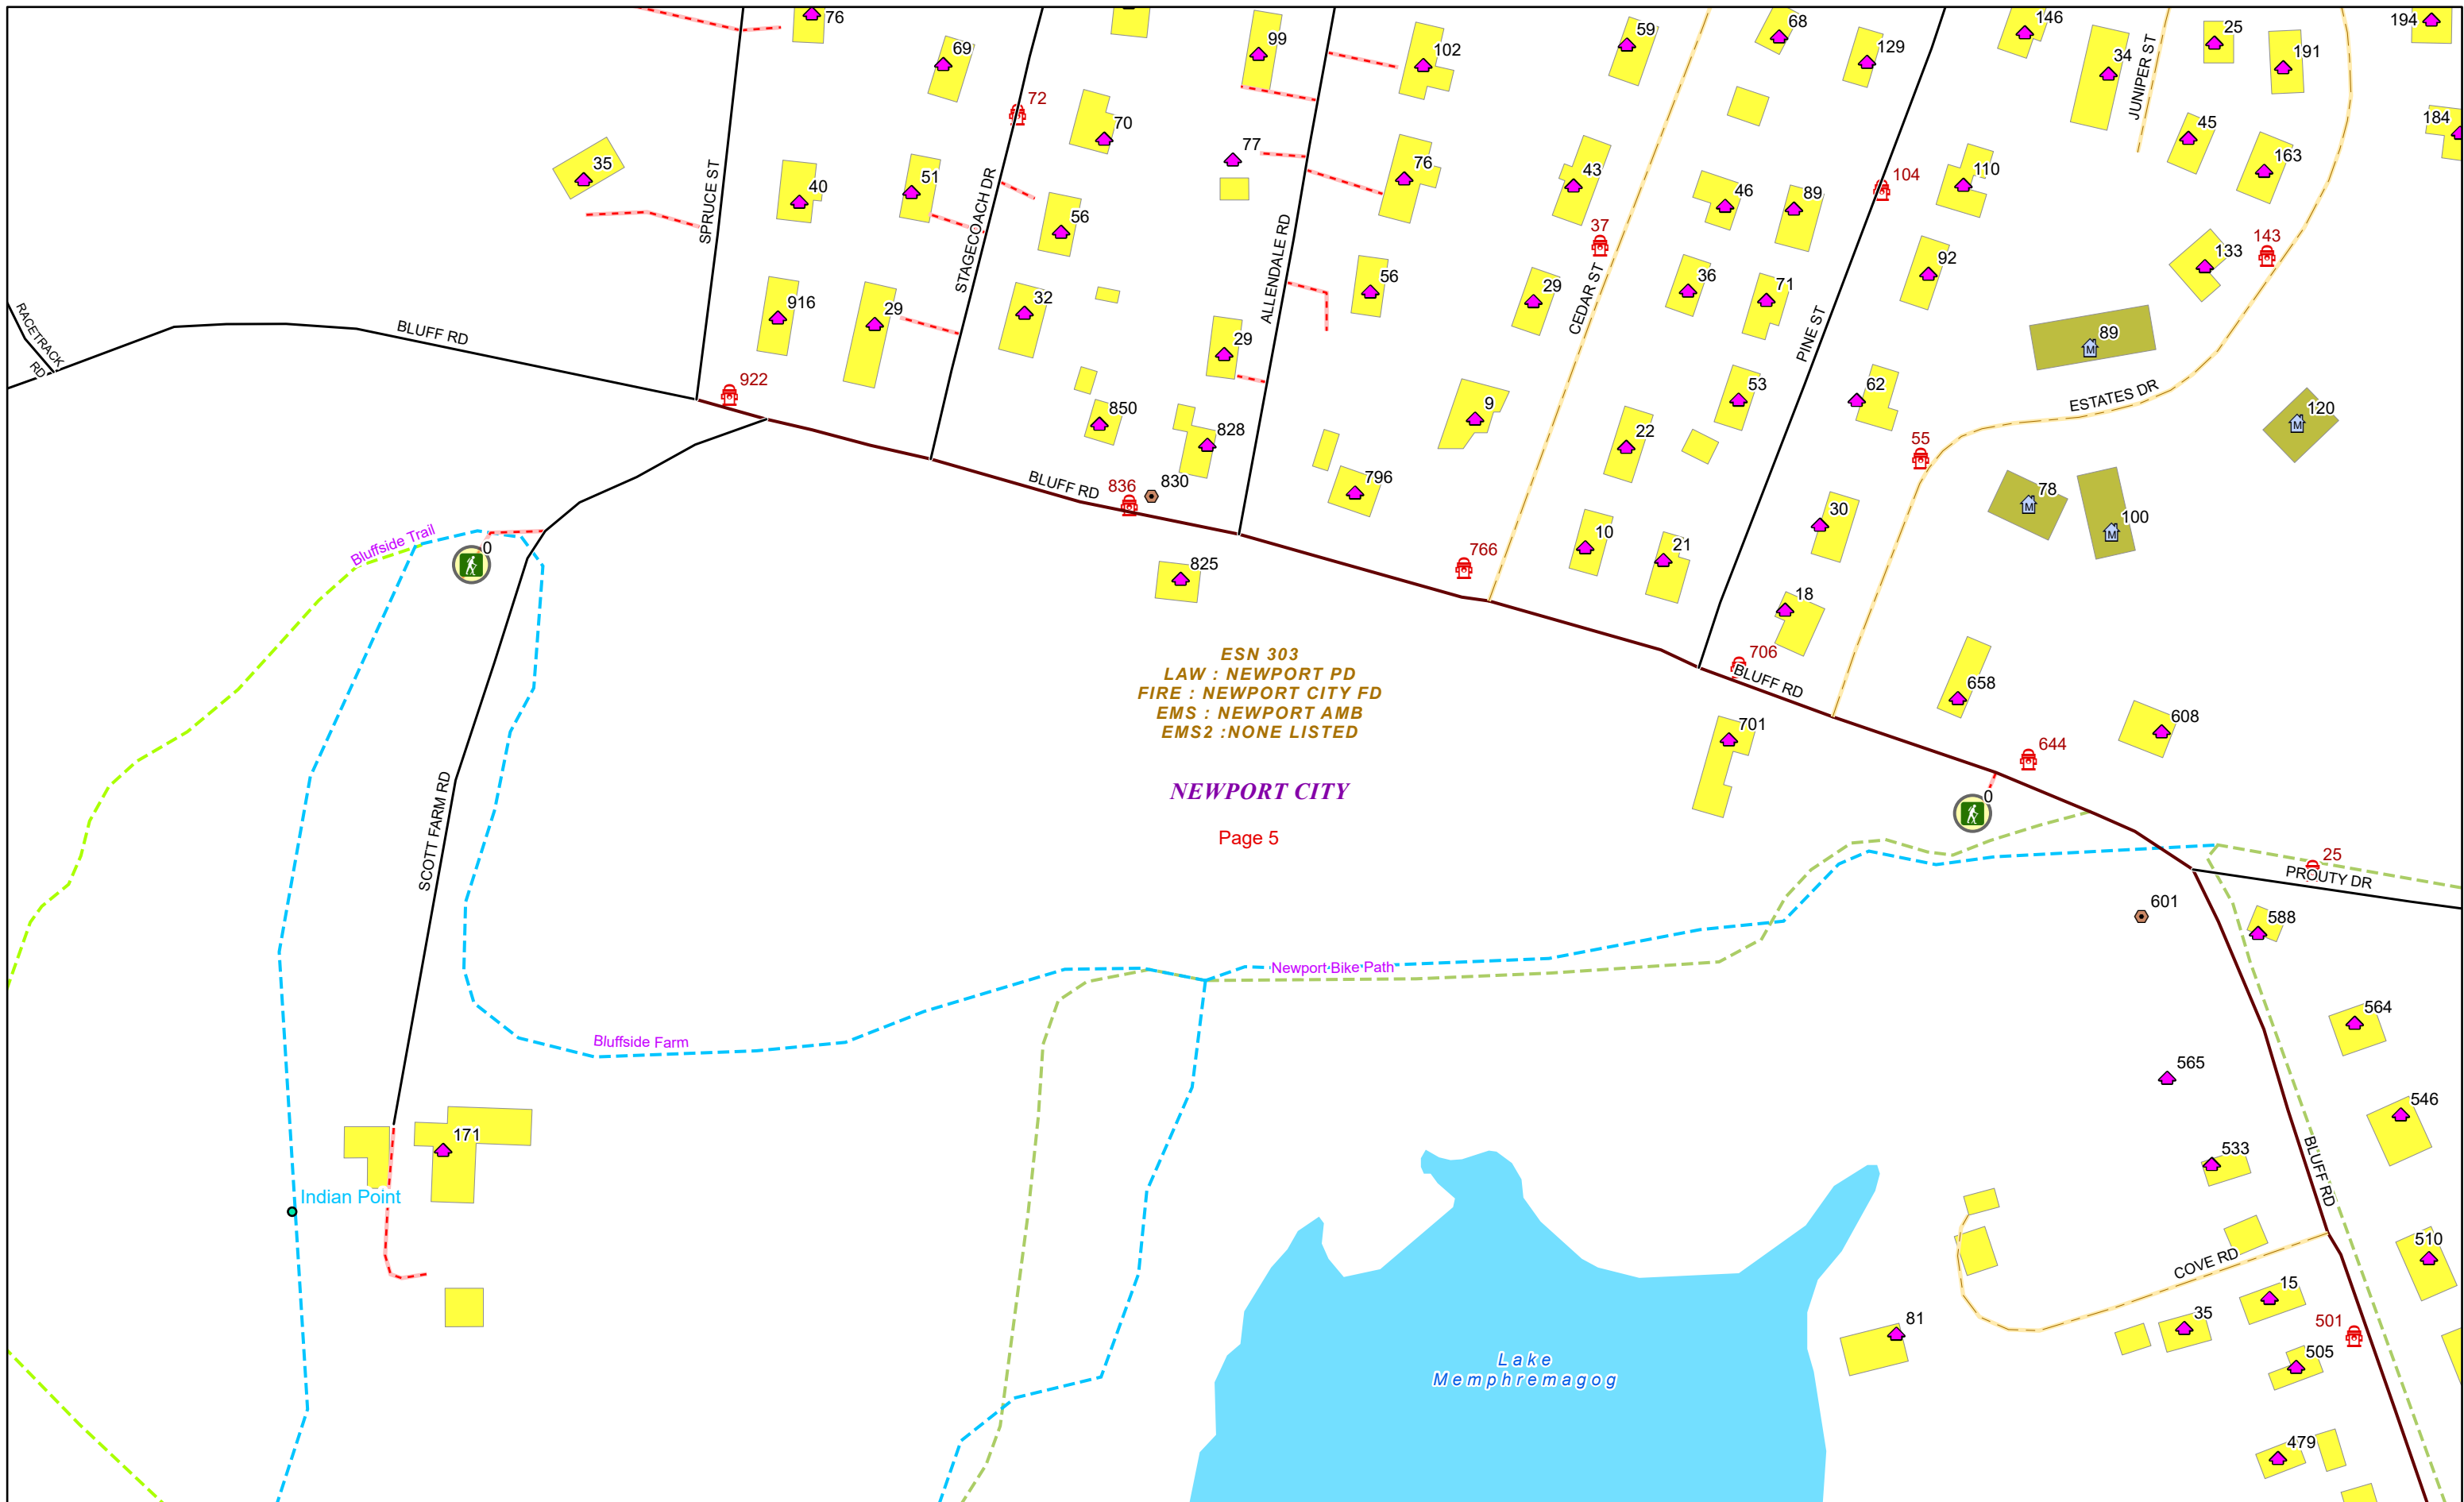 76
69
99
102
59
68
129
146
34
JUNIPER ST
25
191
194
72
70
77
76
35
40
51
56
SPRUCE ST
STAGECOACH DR
ALLENDALE RD
43
46
89
104
110
45
163
184
37
36
71
92
133
143
RACETRACK
RD
BLUFF RD
916
29
32
29
56
29
CEDAR ST
PINE ST
89
ESTATES DR
922
850
828
9
22
53
62
120
BLUFF RD
836
830
796
10
21
30
55
78
100
Bluffside Trail
0
825
766
18
706
BLUFF RD
658
608
701
644
0
ESN 303
LAW : NEWPORT PD
FIRE : NEWPORT CITY FD
EMS : NEWPORT AMB
EMS2 :NONE LISTED
NEWPORT CITY
Page 5
SCOTT FARM RD
25
PROUTY DR
601
588
Newport Bike Path
Bluffside Farm
564
565
546
533
BLUFF RD
171
Indian Point
510
COVE RD
15
35
81
501
505
479
Lake
Memphremagog
M
M
M
M